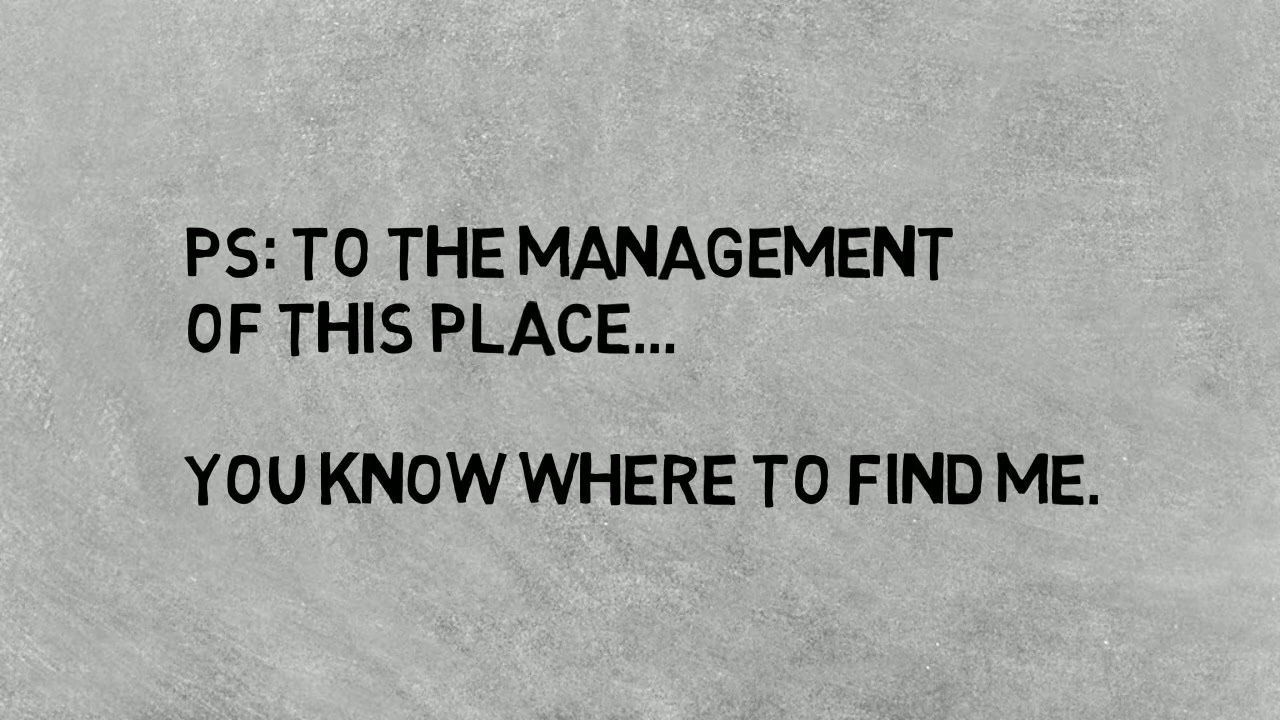 PS: TO THE MANAGEMENT
OF THIS PLACE...
YOU KNOW WHERE TO FIND ME.